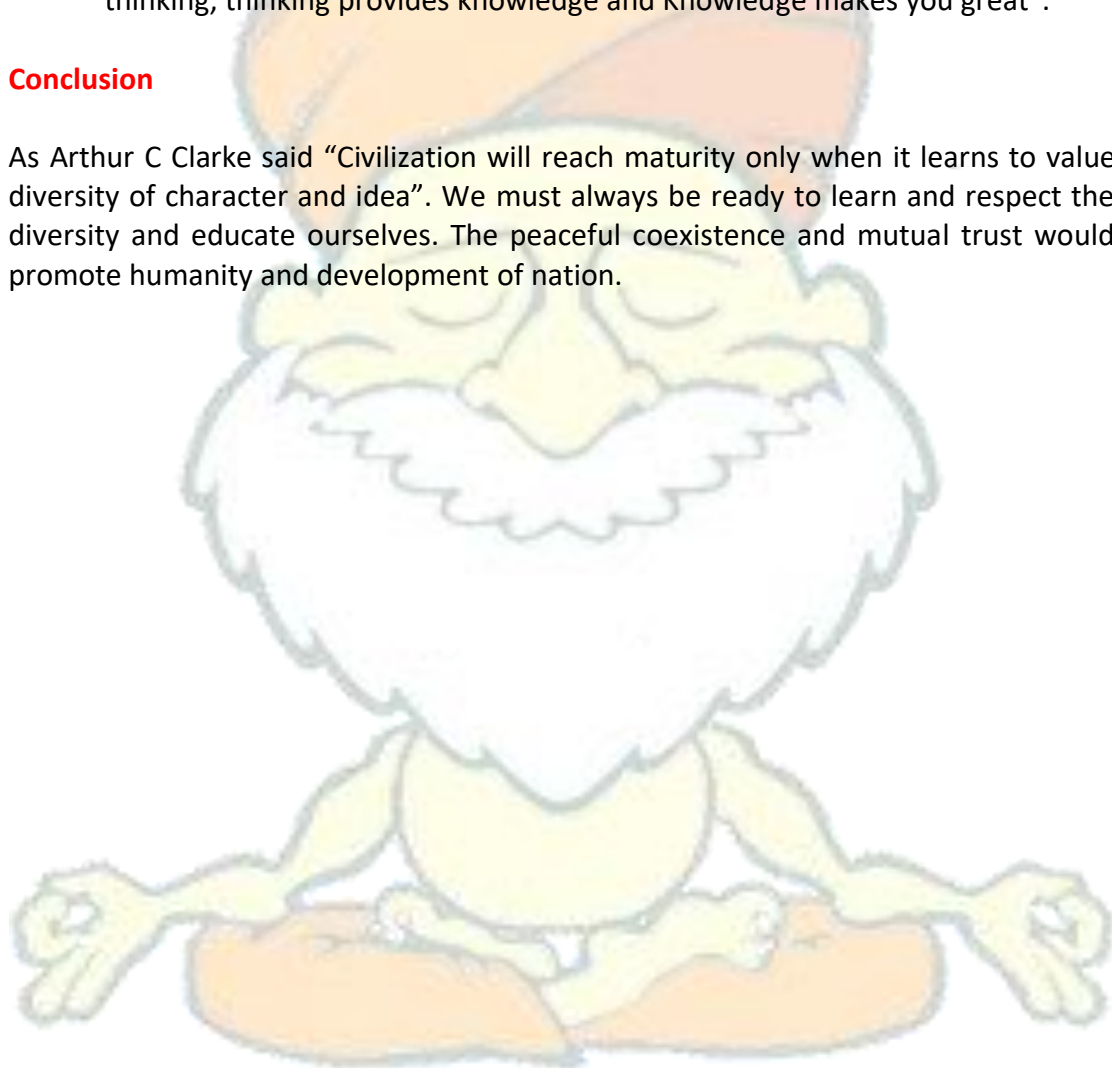 thinking, thinking provides knowledge and Knowledge makes you great”.
Conclusion
As Arthur C Clarke said “Civilization will reach maturity only when it learns to value
diversity of character and idea”. We must always be ready to learn and respect the
diversity and educate ourselves. The peaceful coexistence and mutual trust would
promote humanity and development of nation.